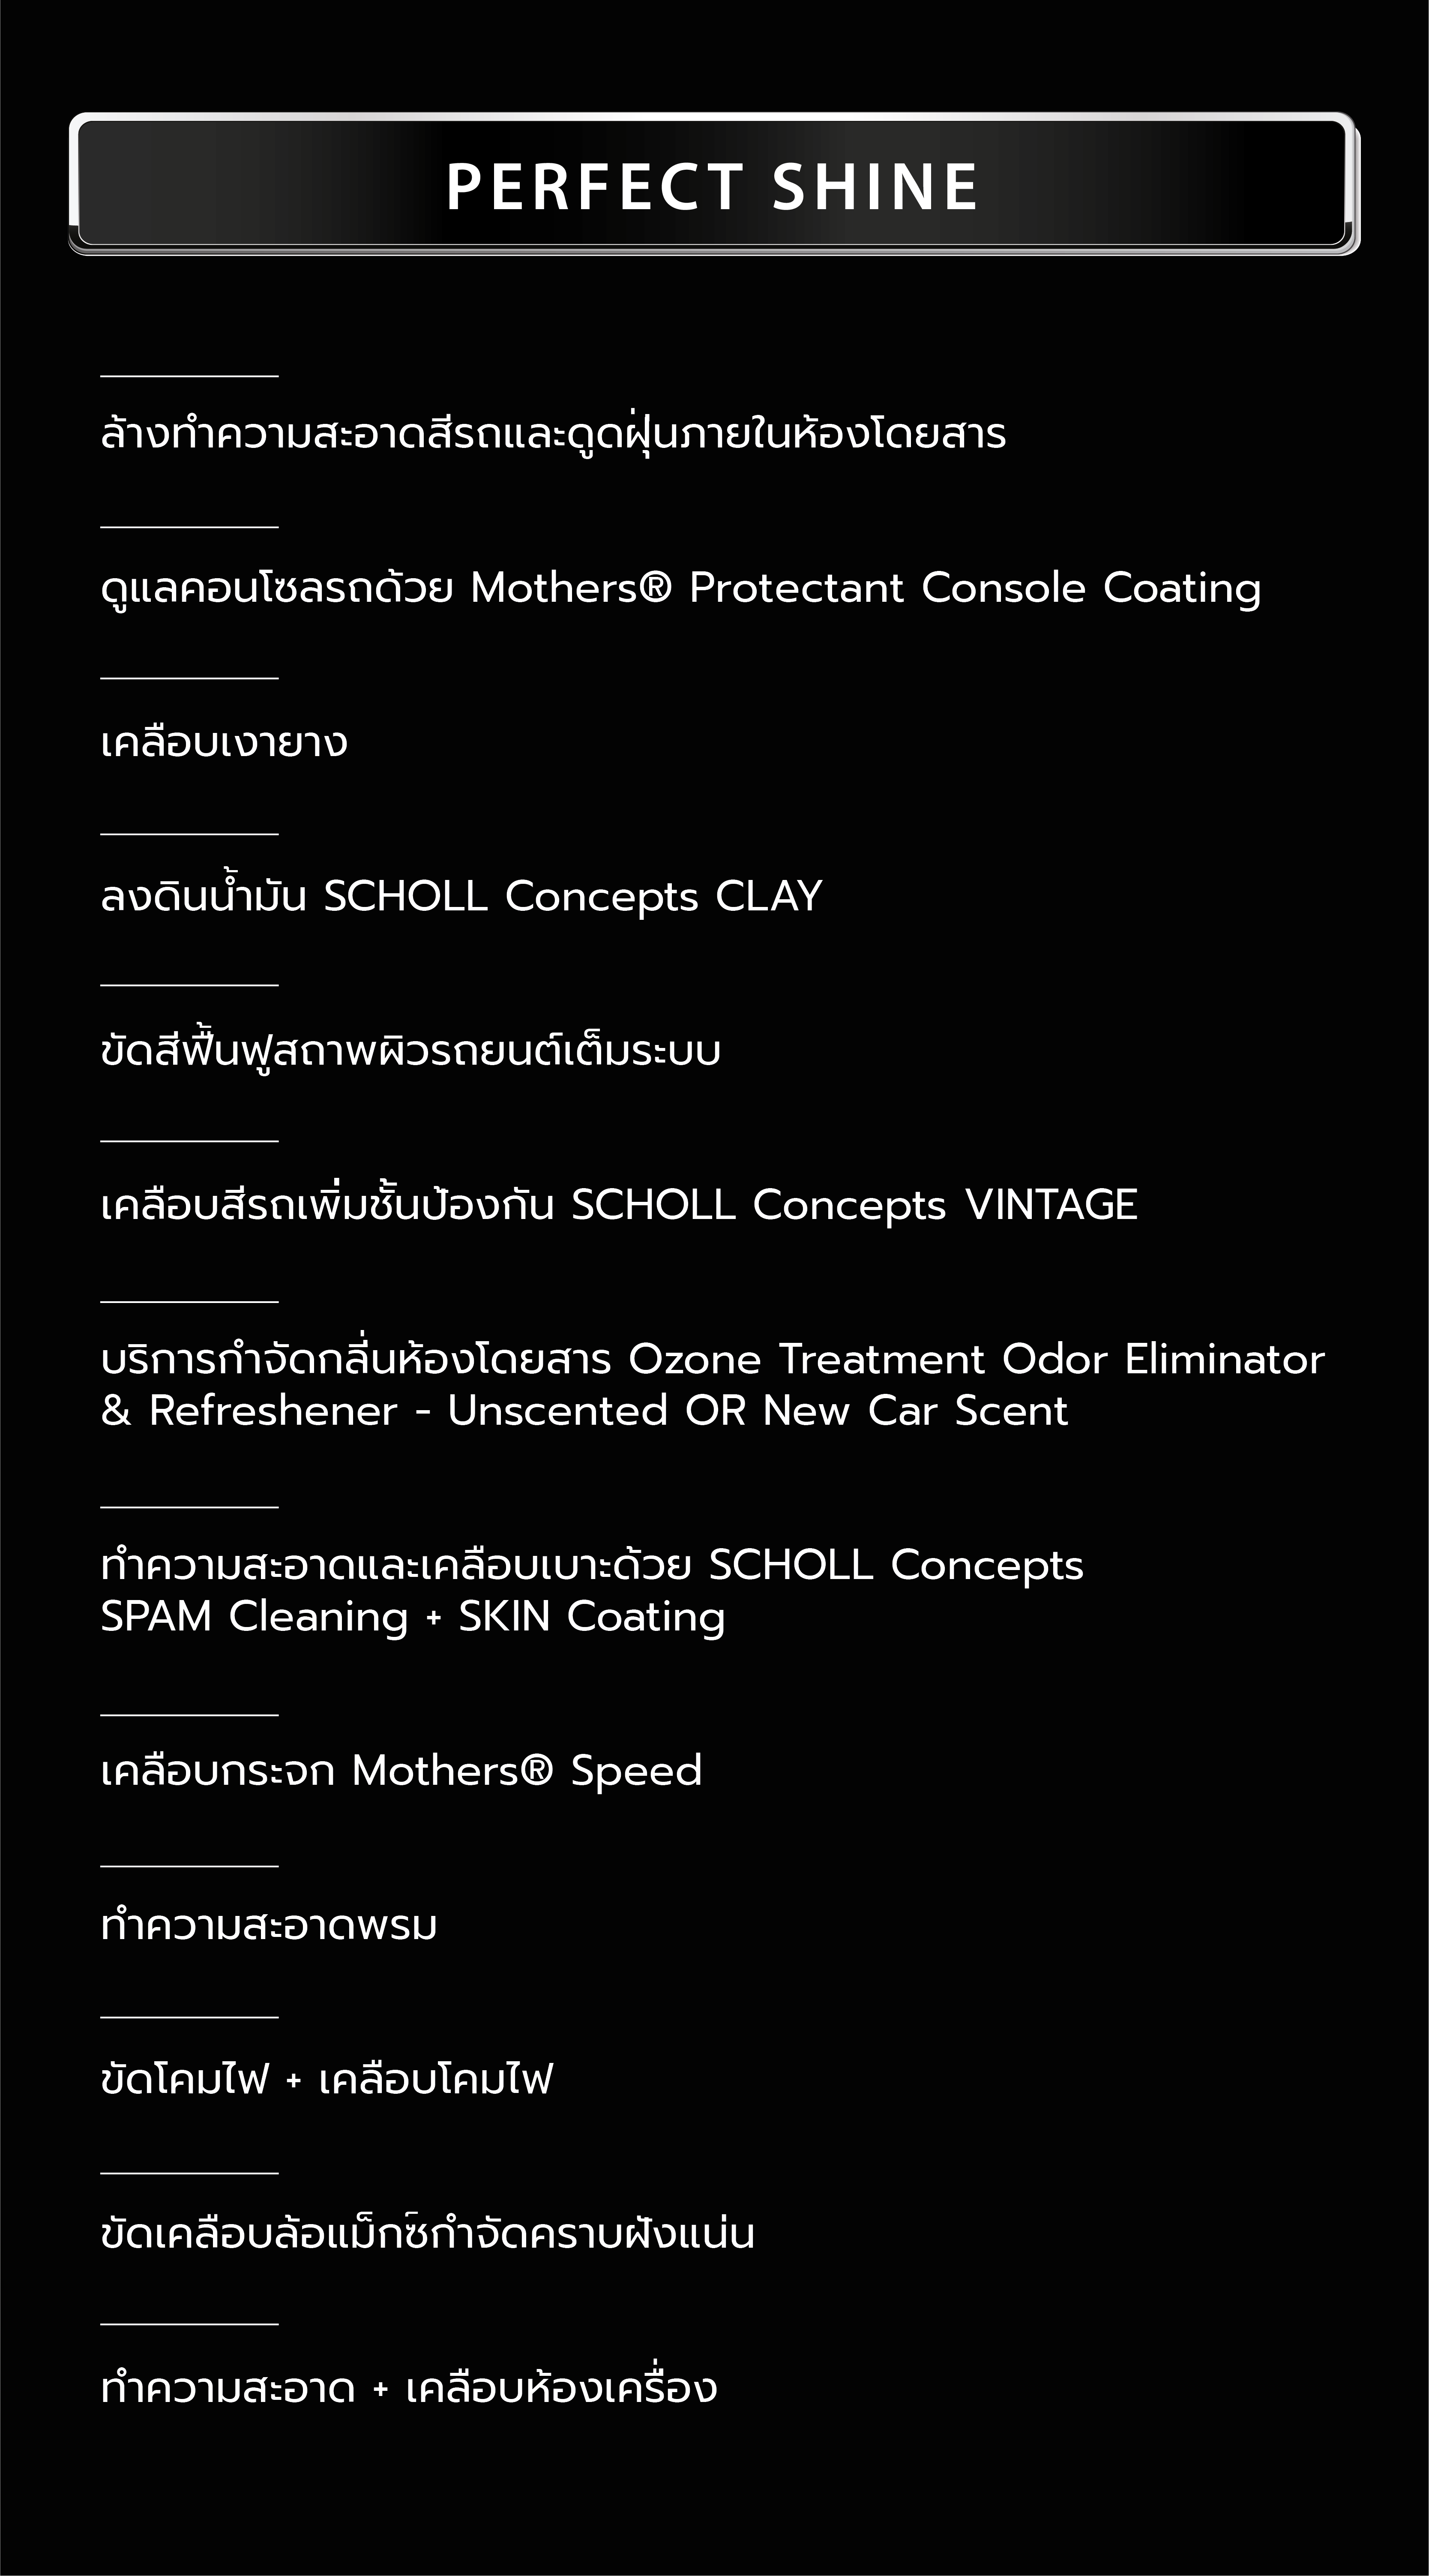 PERFECT SHINE
ล้างทำความสะอาดสีรถและดูดฝุ่นภายในห้องโดยสาร
ดูแลคอนโซลรถด้วย Mothers® Protectant Console Coating
เคลือบเงายาง
ลงดินน้ำมัน SCHOLL Concepts CLAY
ขัดสีฟื้นฟูสภาพผิวรถยนต์เต็มระบบ
เคลือบสีรถเพิ่มชั้นป้องกัน SCHOLL Concepts VINTAGE
บริการกำจัดกลิ่นห้องโดยสาร Ozone Treatment Odor Eliminator
& Refreshener - Unscented OR New Car Scent
ทำความสะอาดและเคลือบเบาะด้วย SCHOLL Concepts
SPAM Cleaning + SKIN Coating
เคลือบกระจก Mothers® Speed
ทำความสะอาดพรม
ขัดโคมไฟ + เคลือบโคมไฟ
ขัดเคลือบล้อแม็กซ์กำจัดคราบฝังแน่น
ทำความสะอาด + เคลือบห้องเครื่อง